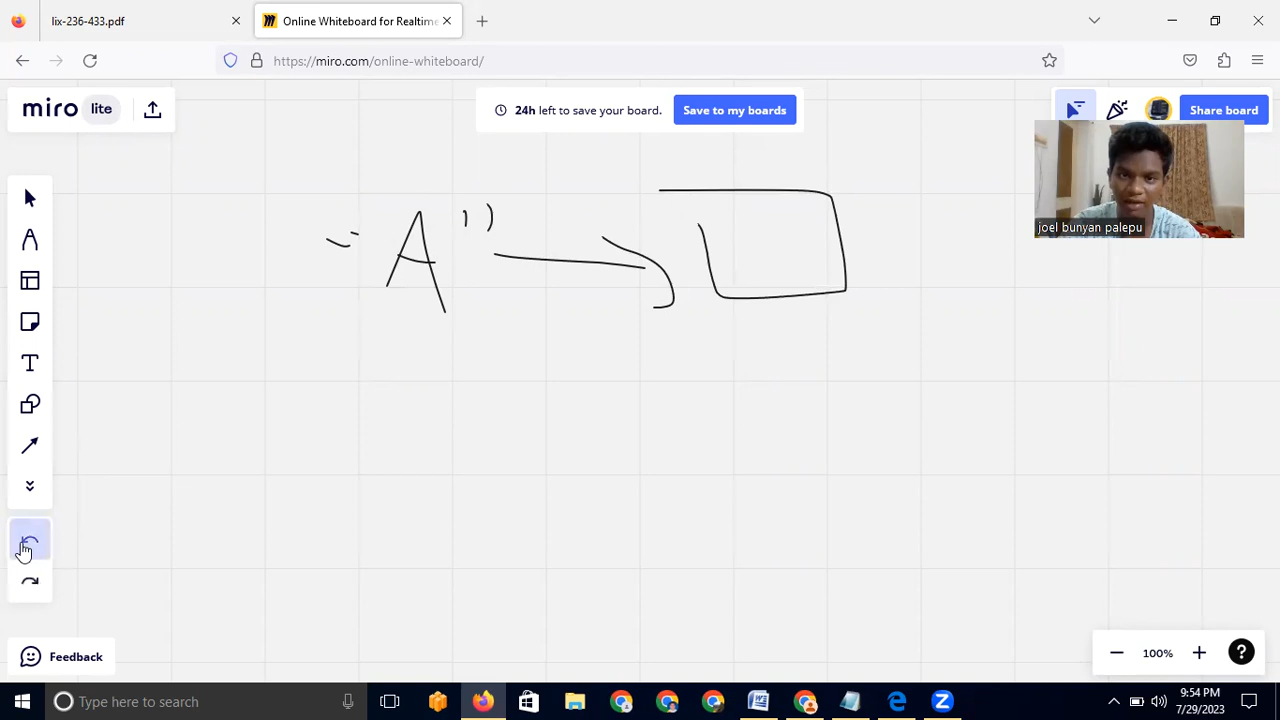 lix-236-433.pdf
Online Whiteboard for Realtime
https://miro.com/online-whiteboard/
miro lite
24h left to save your board.
Save to my boards
Share board
joel bunyan palepu
"A"
T
Feedback
100%
?
Type here to search
9:54 PM
7/29/2023